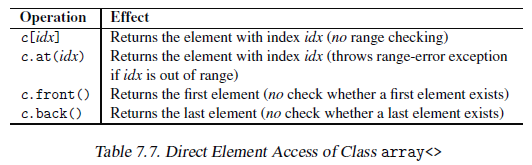 Operation Effect
c[idx] Returns the element with index idx (no range checking)
c.at(idx) Returns the element with index idx (throws range-error exception
if idx is out of range)
c.front() Returns the first element (no check whether a first element exists)
c.back() Returns the last element (no check whether a last element exists)
Table 7.7. Direct Element Access of Class array<>